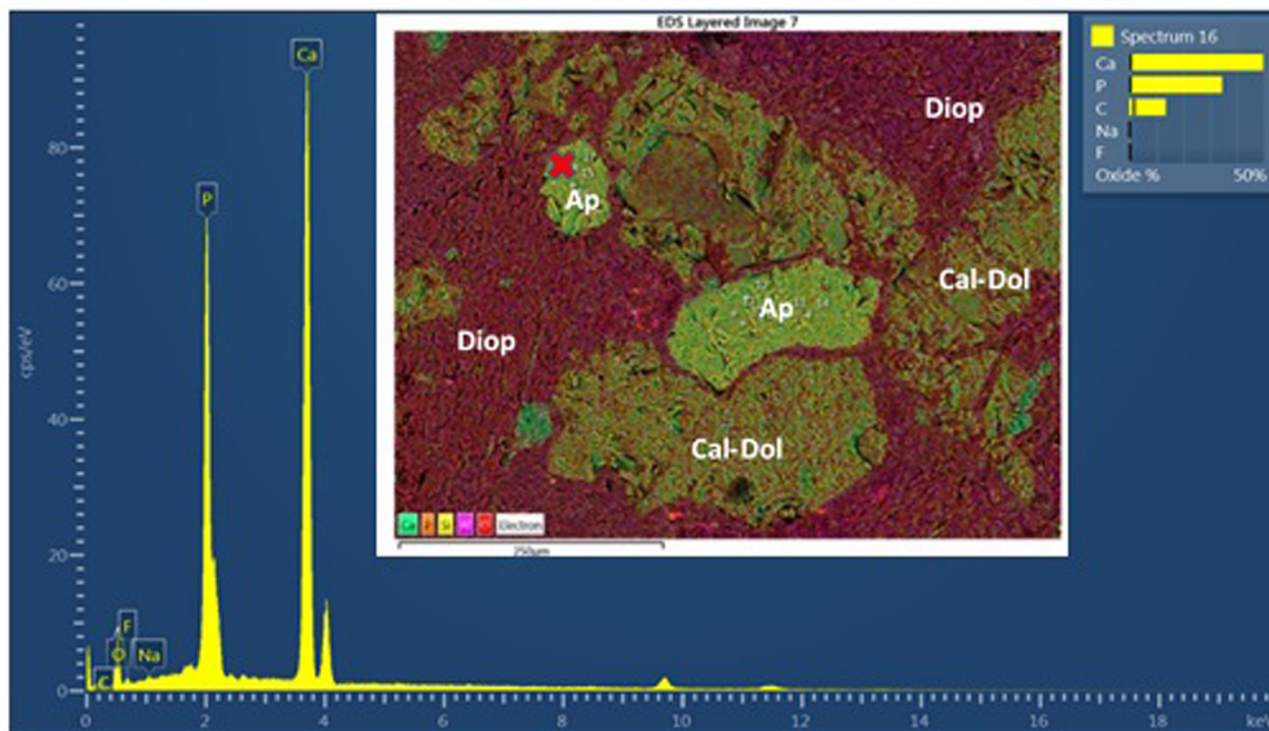 EDS Layered Image 7
Diop
Ap
Ap
Cal-Dol
Diop
Cal-Dol
Ca
Si
Electron
250µm
Spectrum 16
Ca
P
C
Na
F
Oxide % 50%
Ca
P
F
O
Na
C
cps/eV
80
60
40
20
0
0 2 4 6 8 10 12 14 16 18